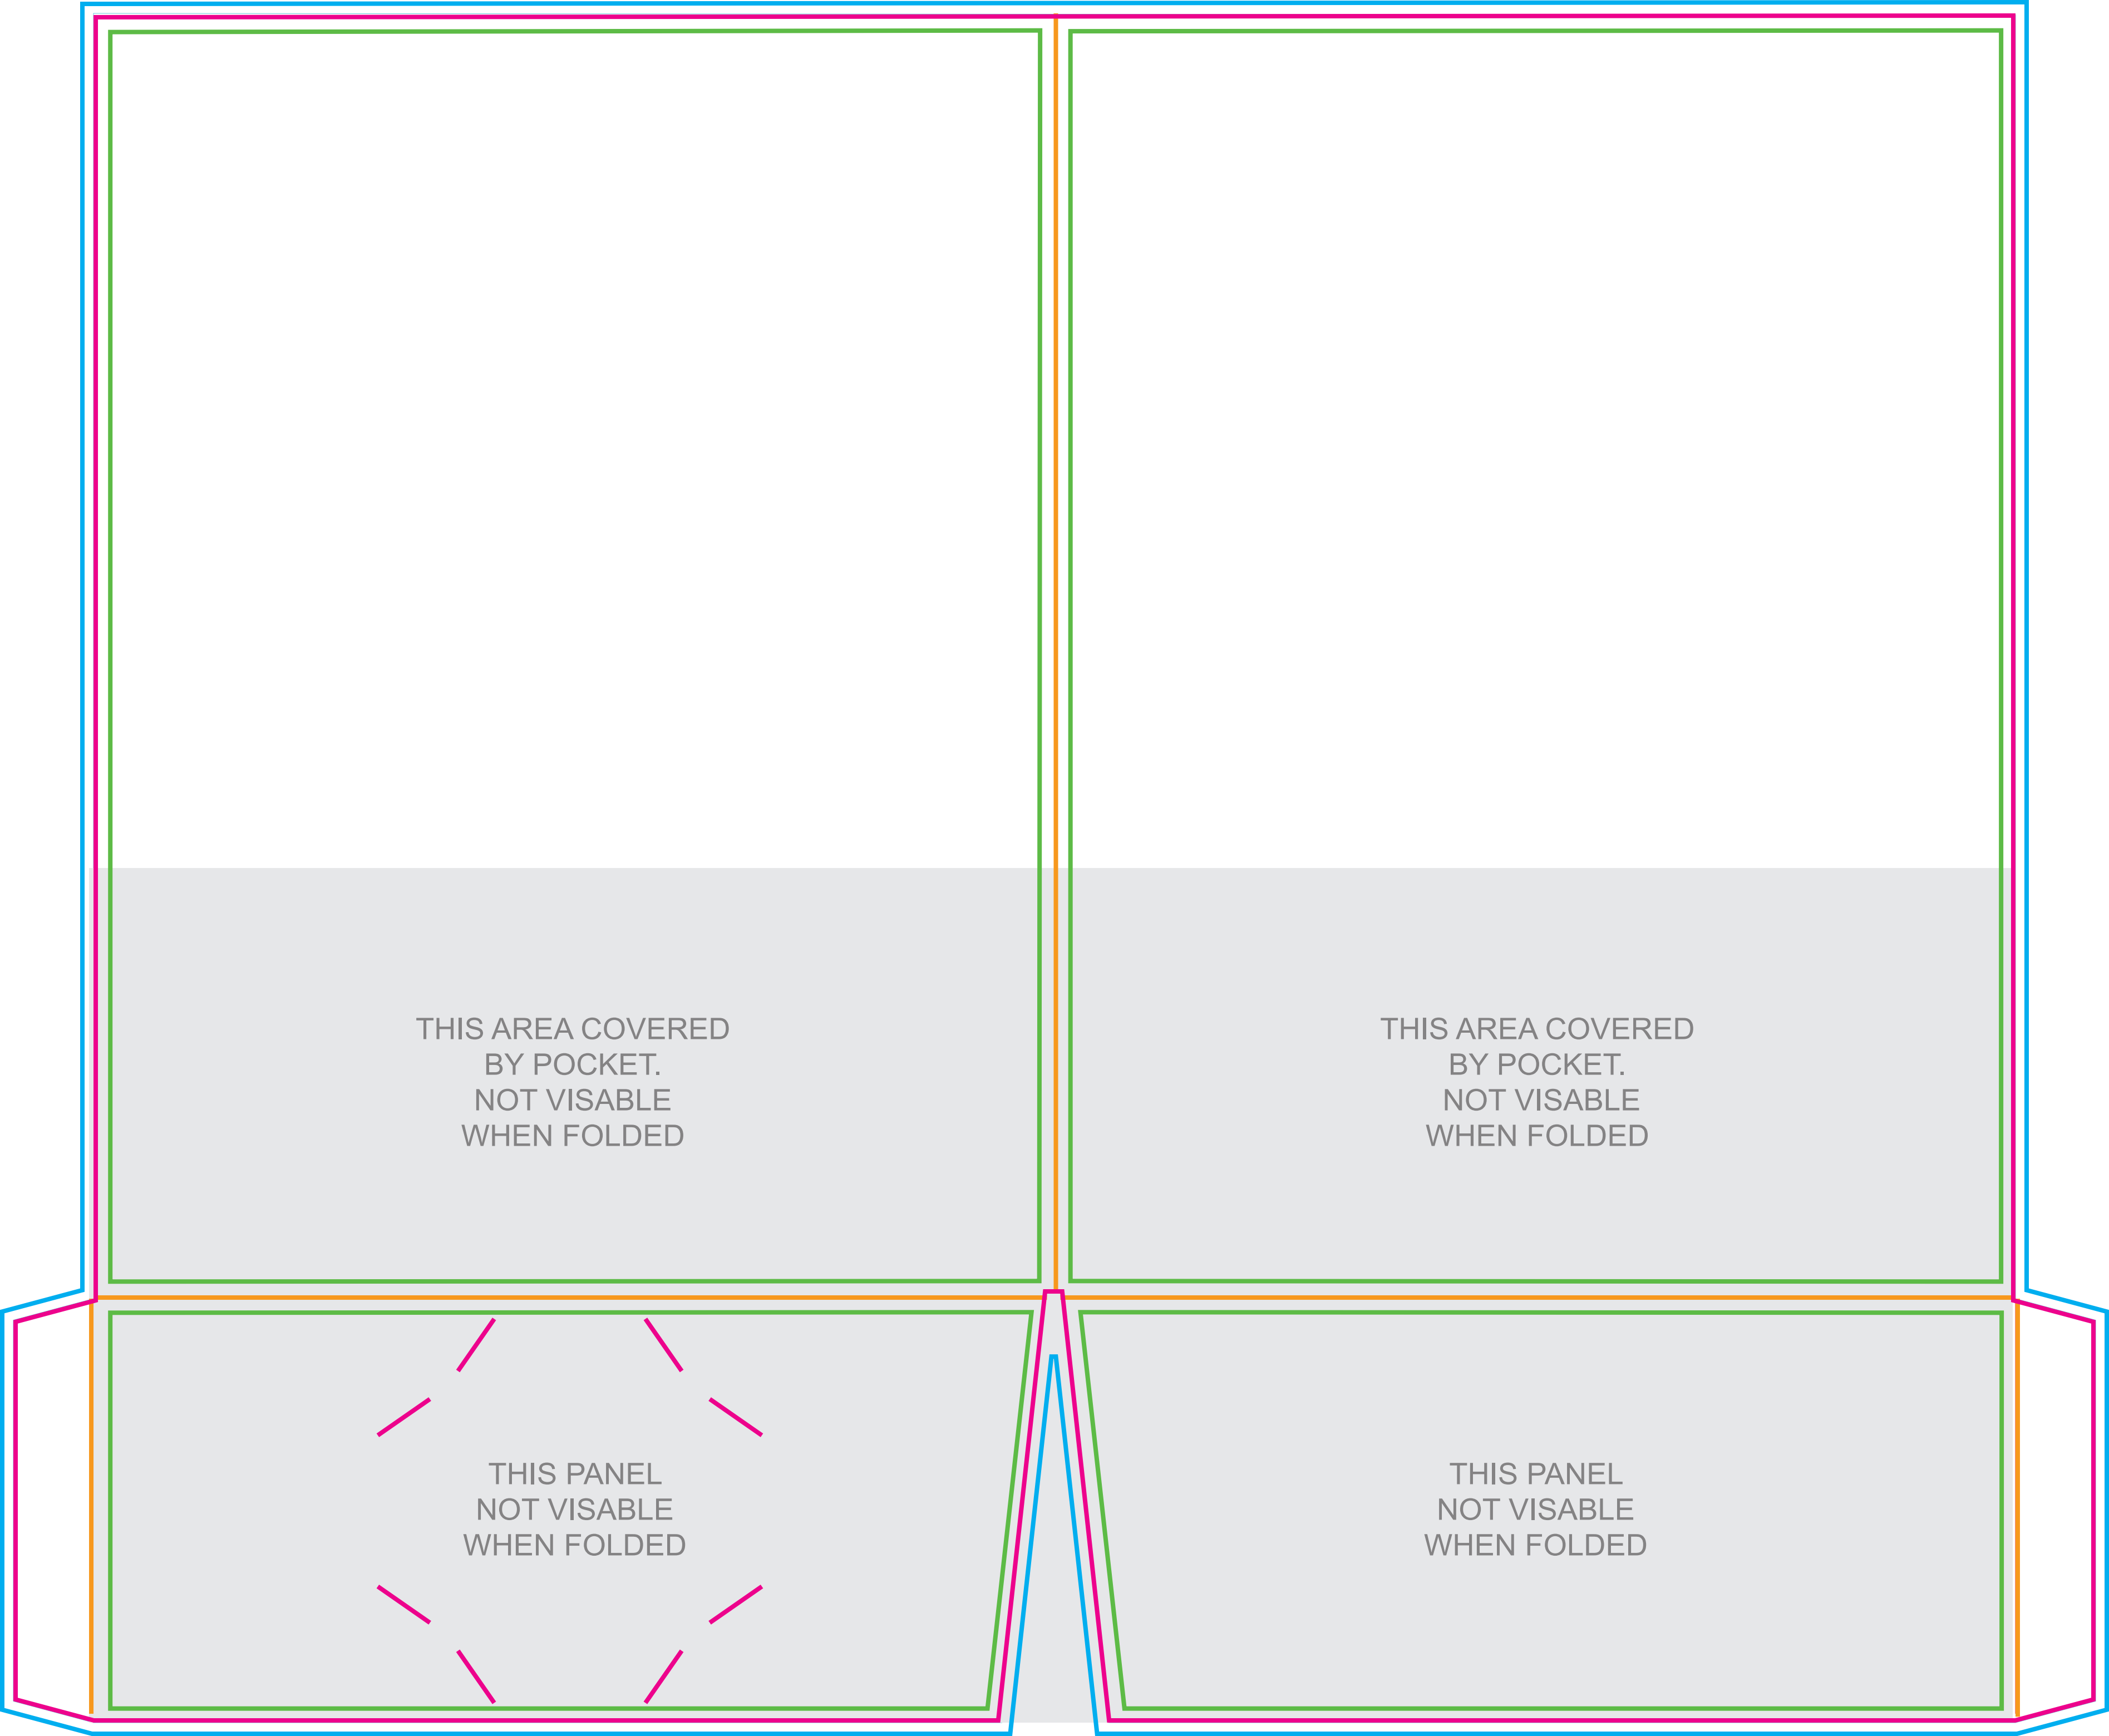 THIS AREA COVERED
BY POCKET.
NOT VISABLE
WHEN FOLDED
THIS AREA COVERED
BY POCKET.
NOT VISABLE
WHEN FOLDED
THIS PANEL
NOT VISABLE
WHEN FOLDED
THIS PANEL
NOT VISABLE
WHEN FOLDED